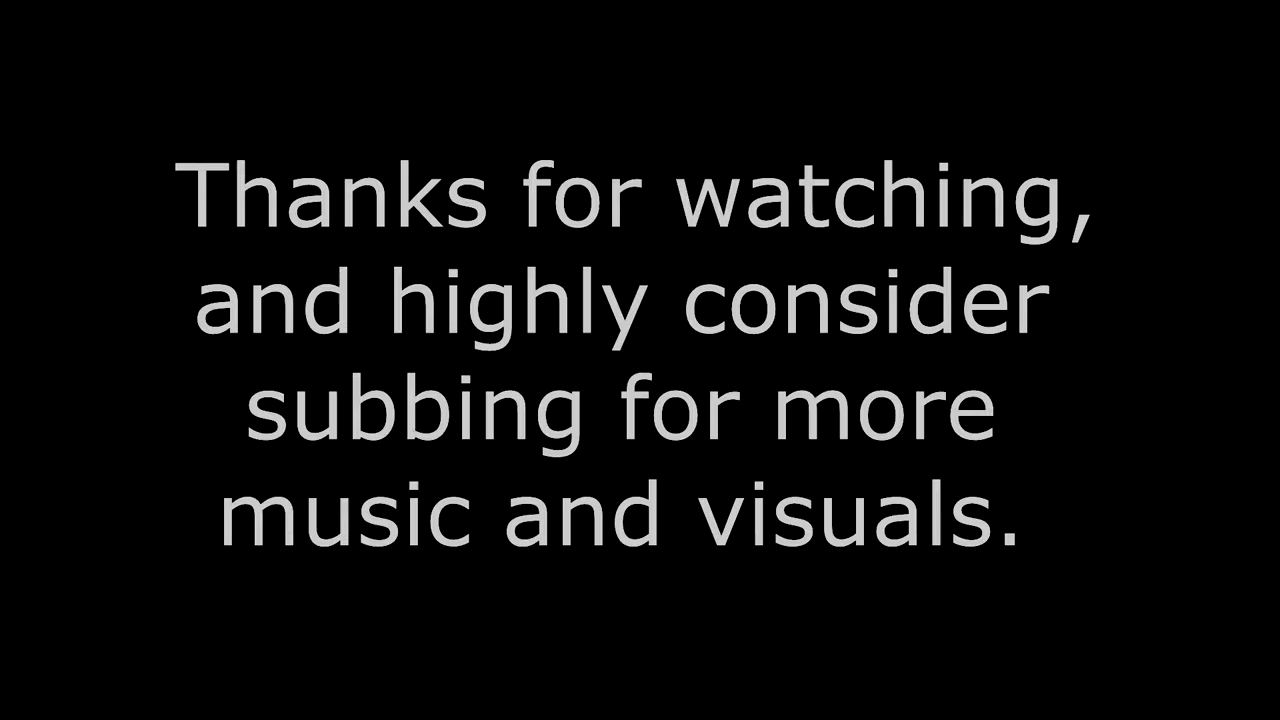 Thanks for watching,
and highly consider
subbing for more
music and visuals.